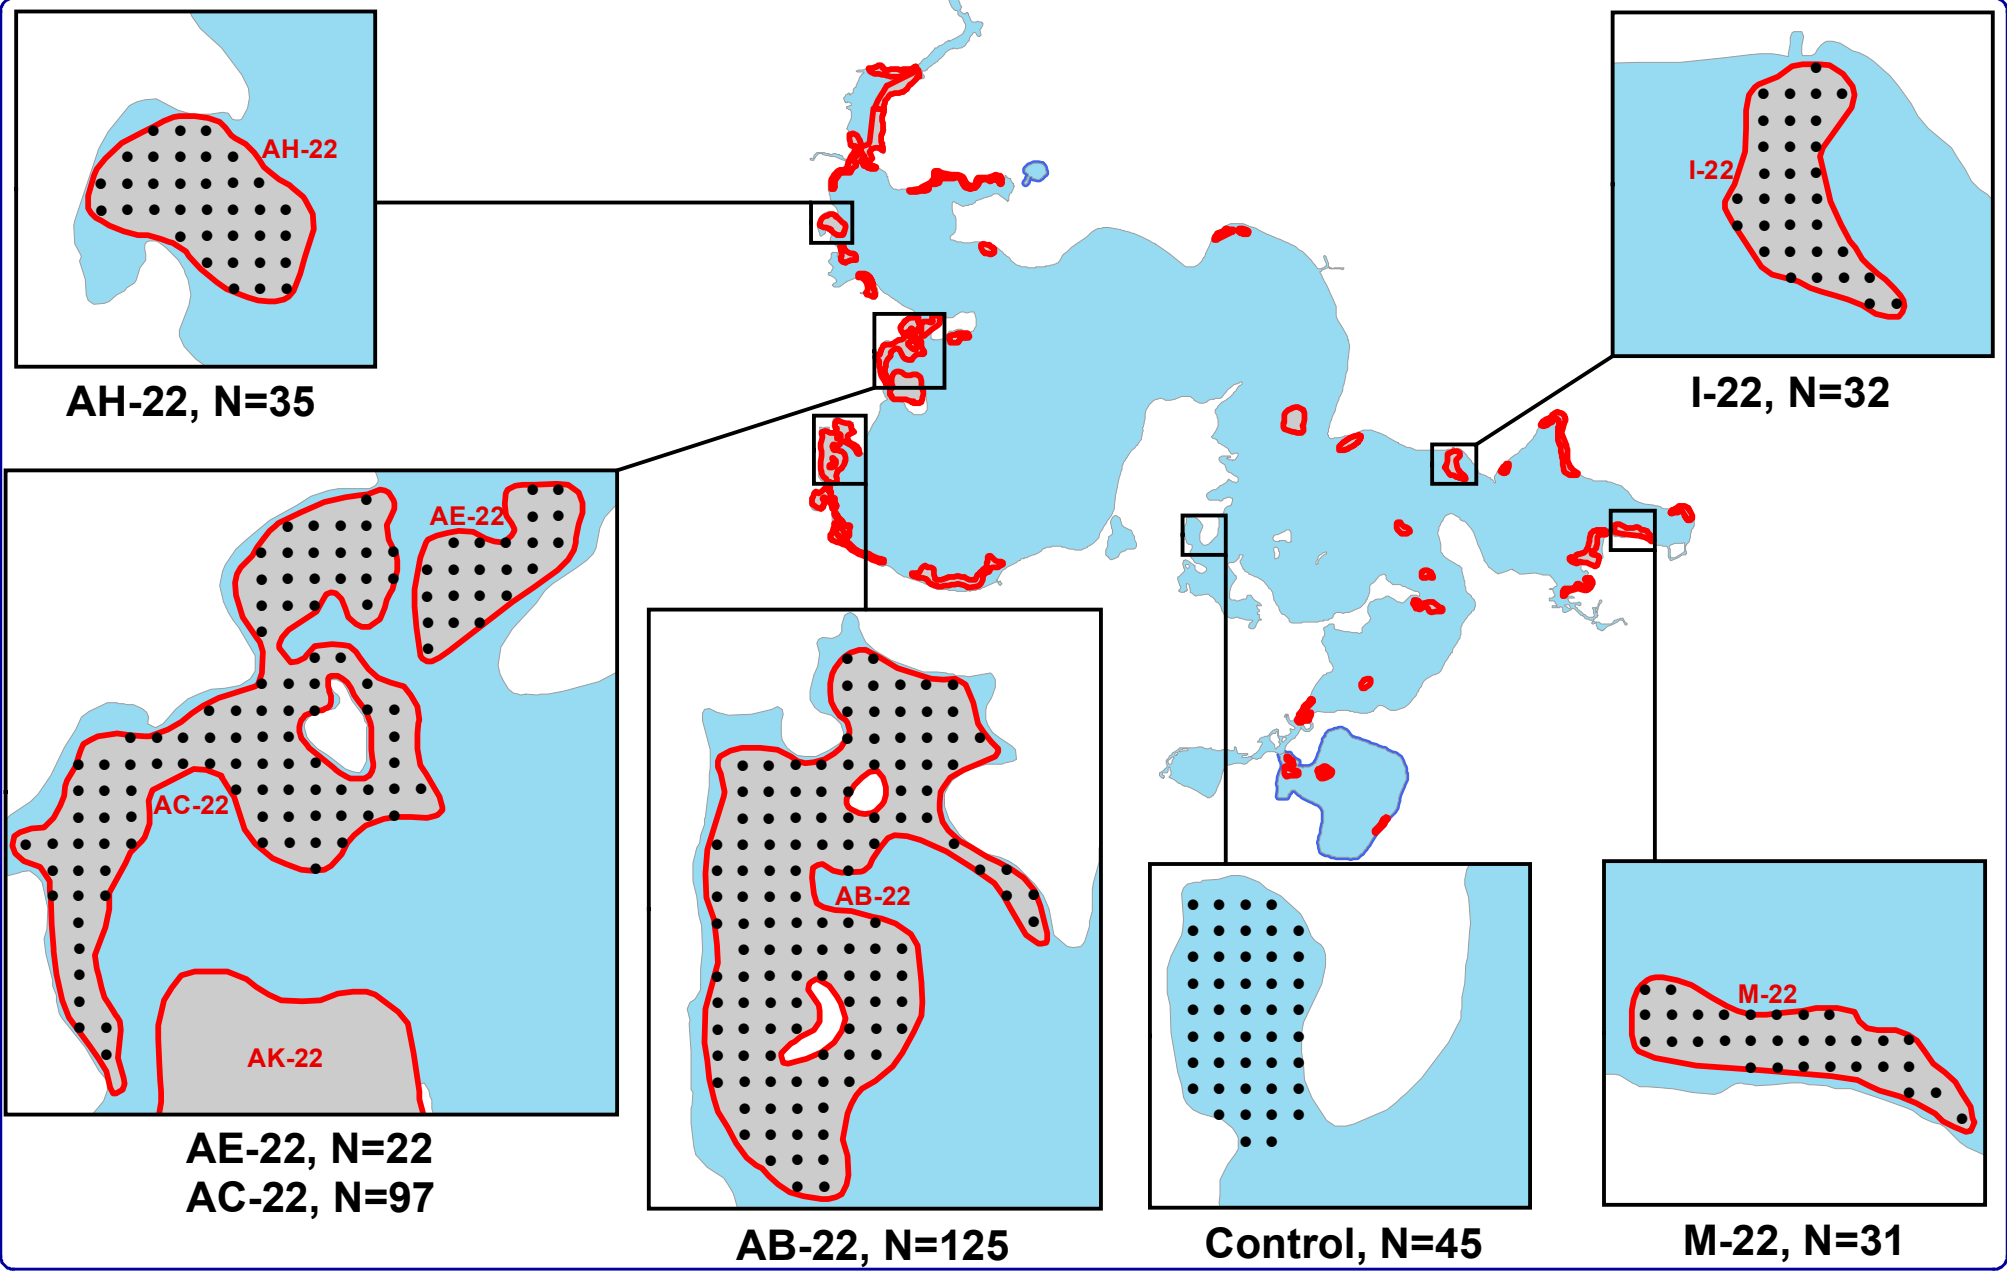 AH-22
AH-22, N=35
I-22
I-22, N=32
AE-22
AC-22
AK-22
AE-22, N=22
AC-22, N=97
AB-22
AB-22, N=125
Control, N=45
M-22
M-22, N=31